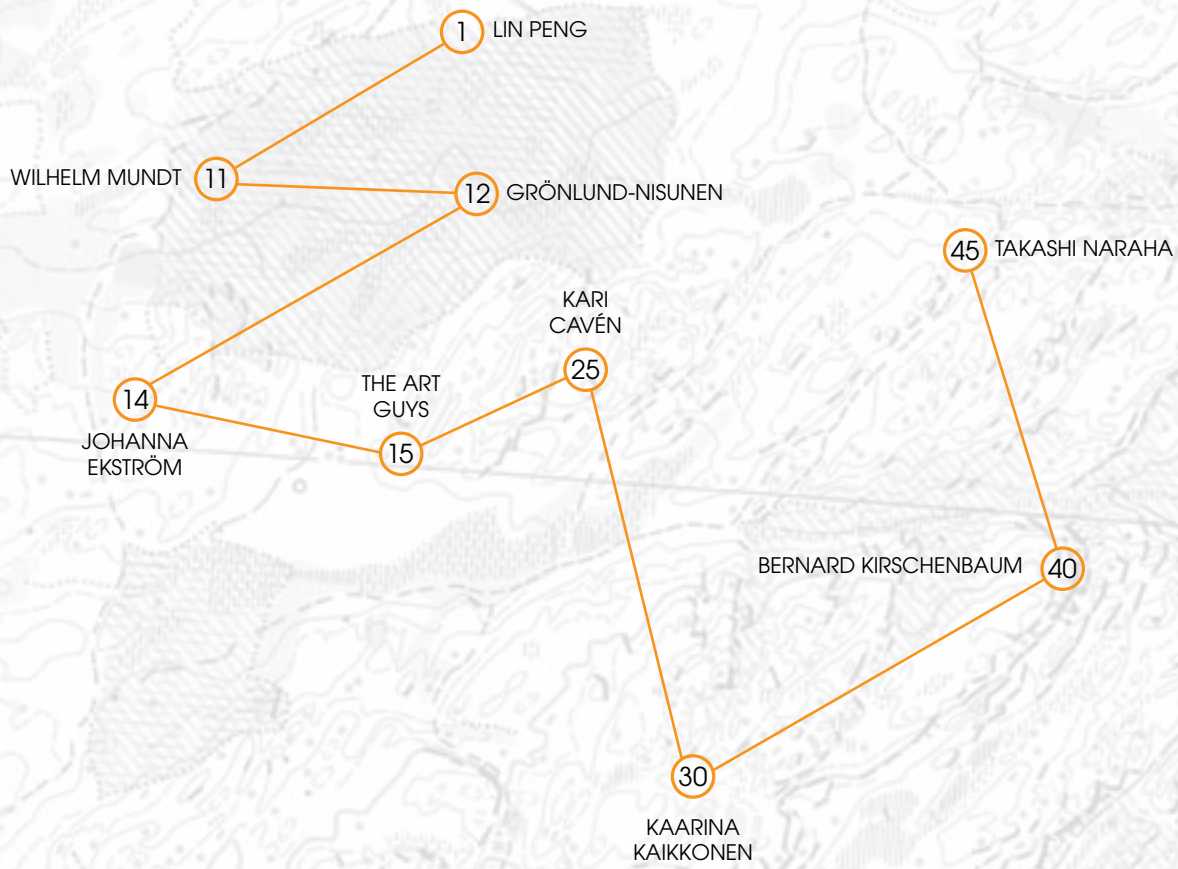 1 LIN PENG
WILHELM MUNDT 11
12 GRÖNLUND-NISUNEN
45 TAKASHI NARAHA
KARI
CAVÉN
25
THE ART
GUYS
14
JOHANNA
EKSTRÖM
15
BERNARD KIRSCHENBAUM 40
30
KAARINA
KAIKKONEN